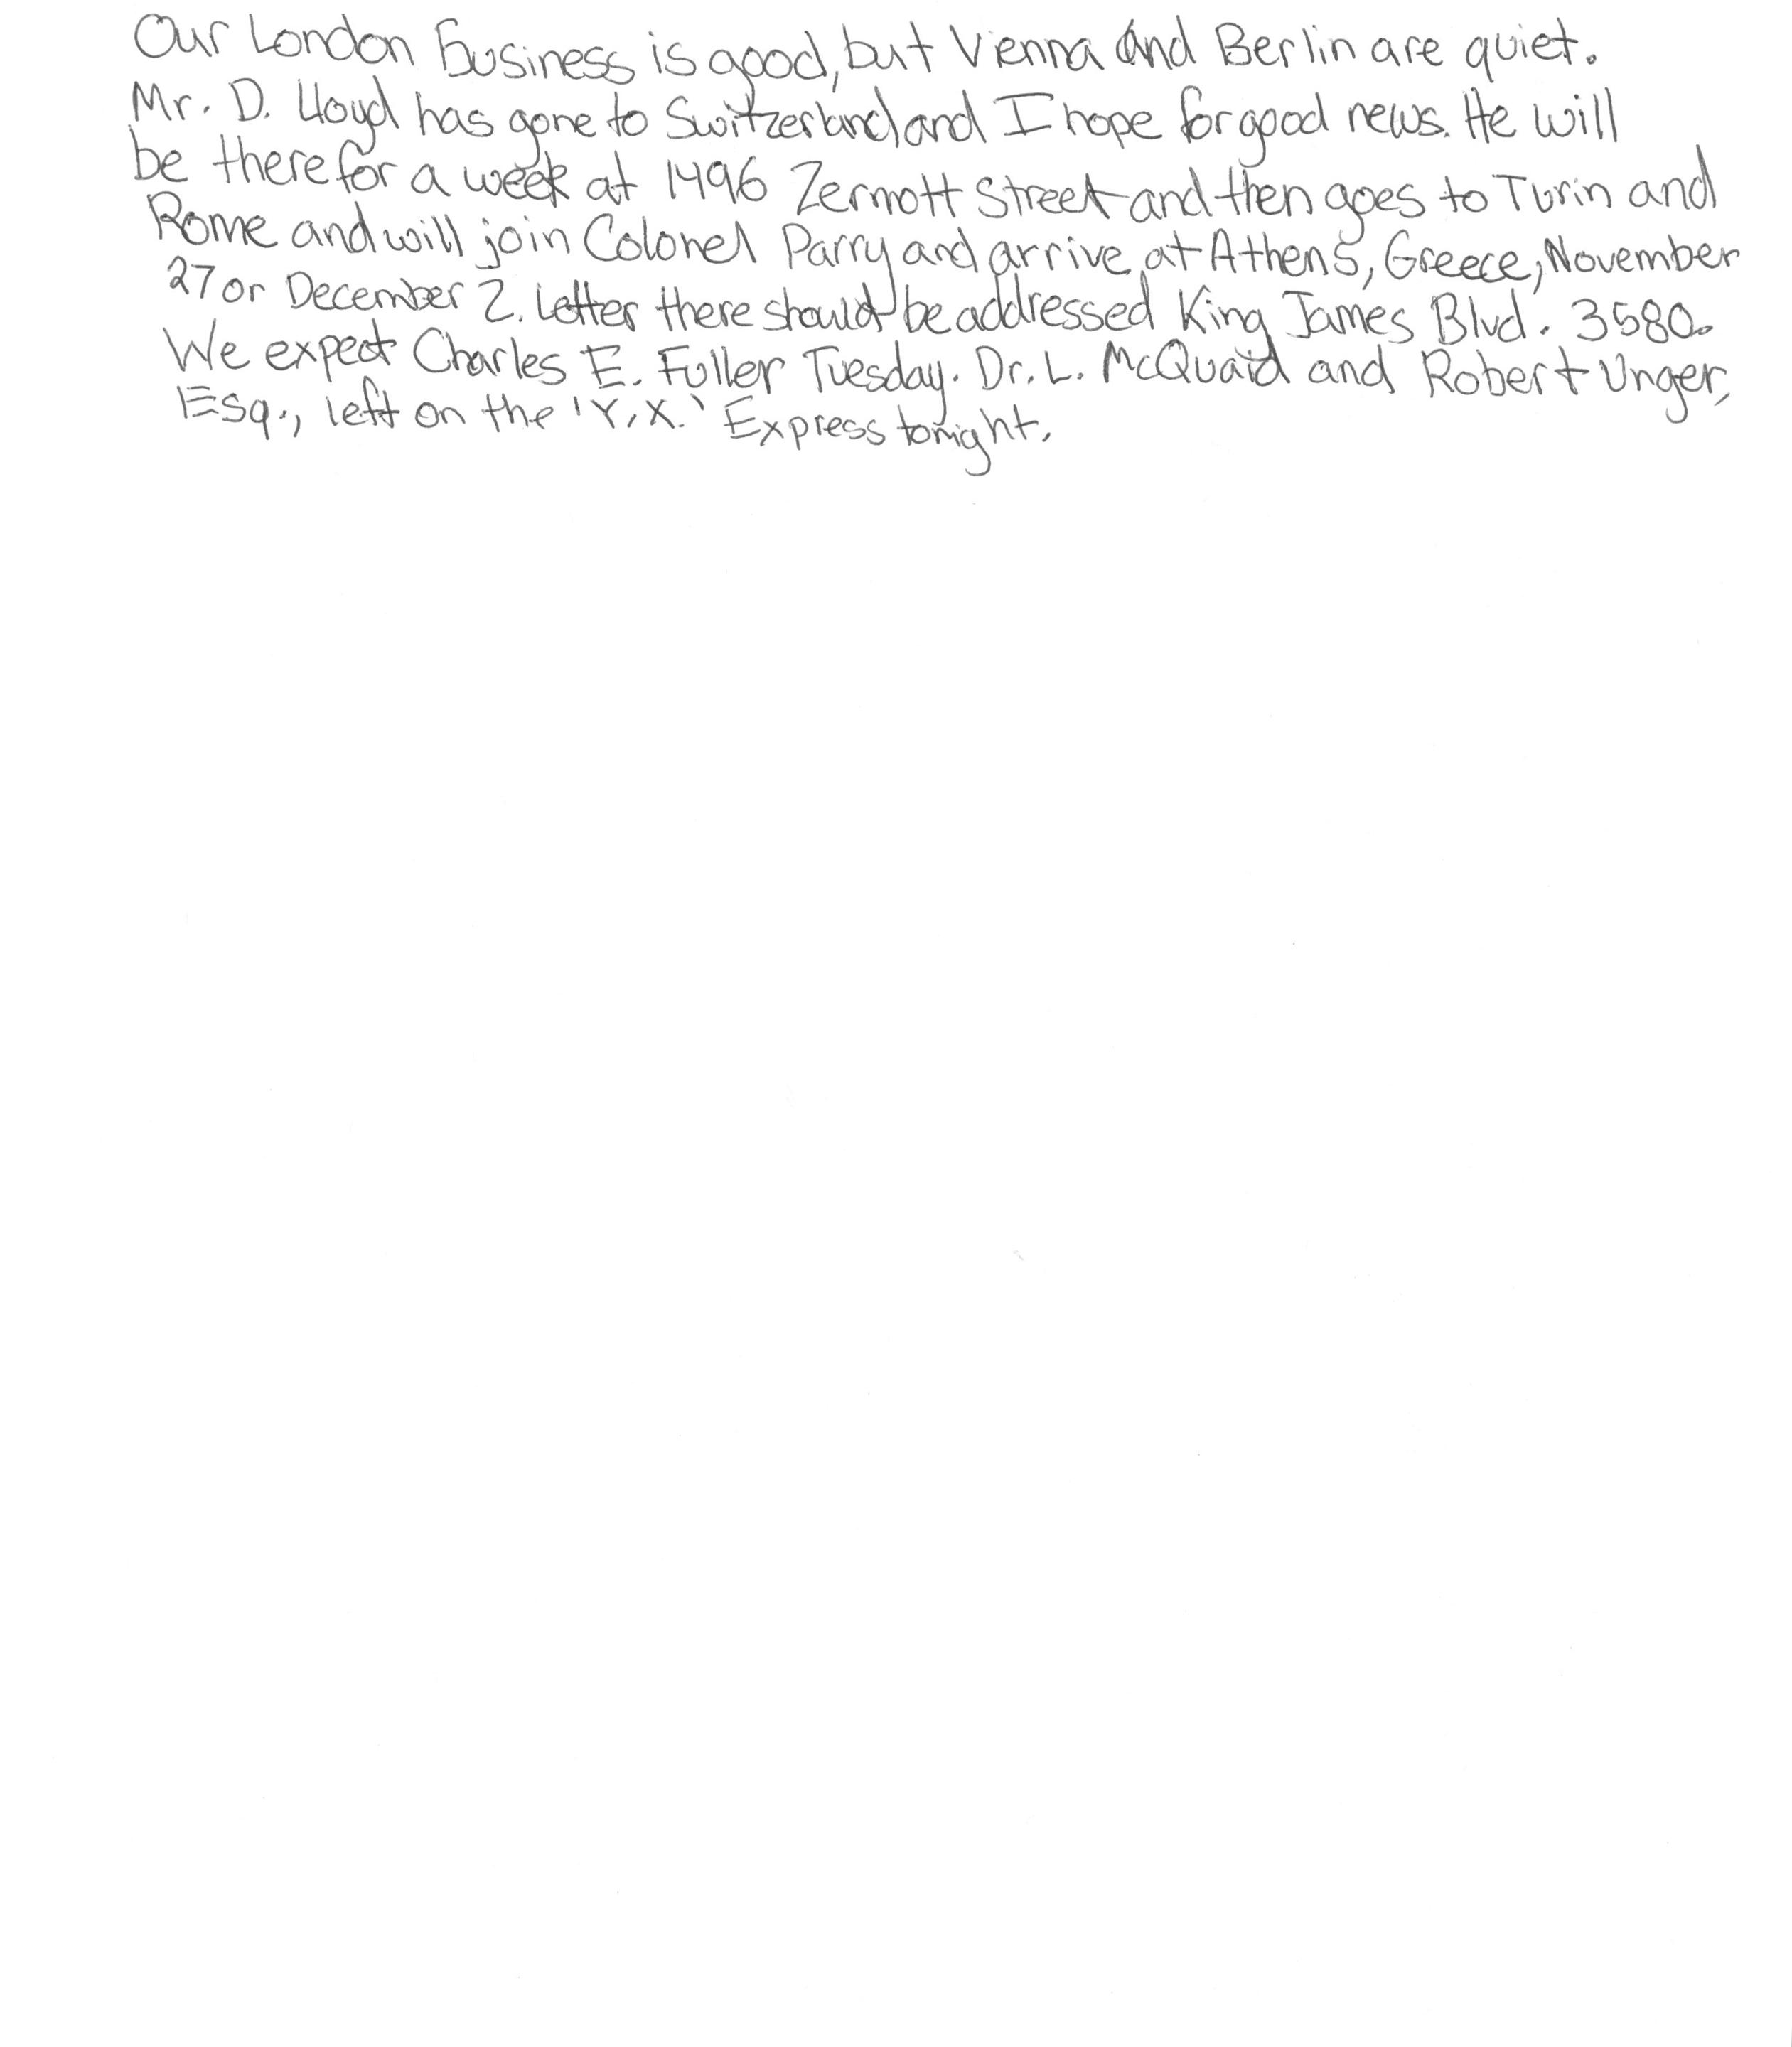 Our London business is good, but Vienna and Berlin are quiet.
Mr. D. Lloyd has gone to Switzerland and I hope for good news. He will
be there for a week at 1496 Zermott Street and then goes to Turin and
Rome and will join Colonel Parry and arrive at Athens, Greece, November
27 or December 2. Letter there should be addressed King James Blvd. 3580.
We expect Charles E. Fuller Tuesday. Dr. L. McQuaid and Robert Unger,
Esq., left on the 'Y.X.' Express tonight.